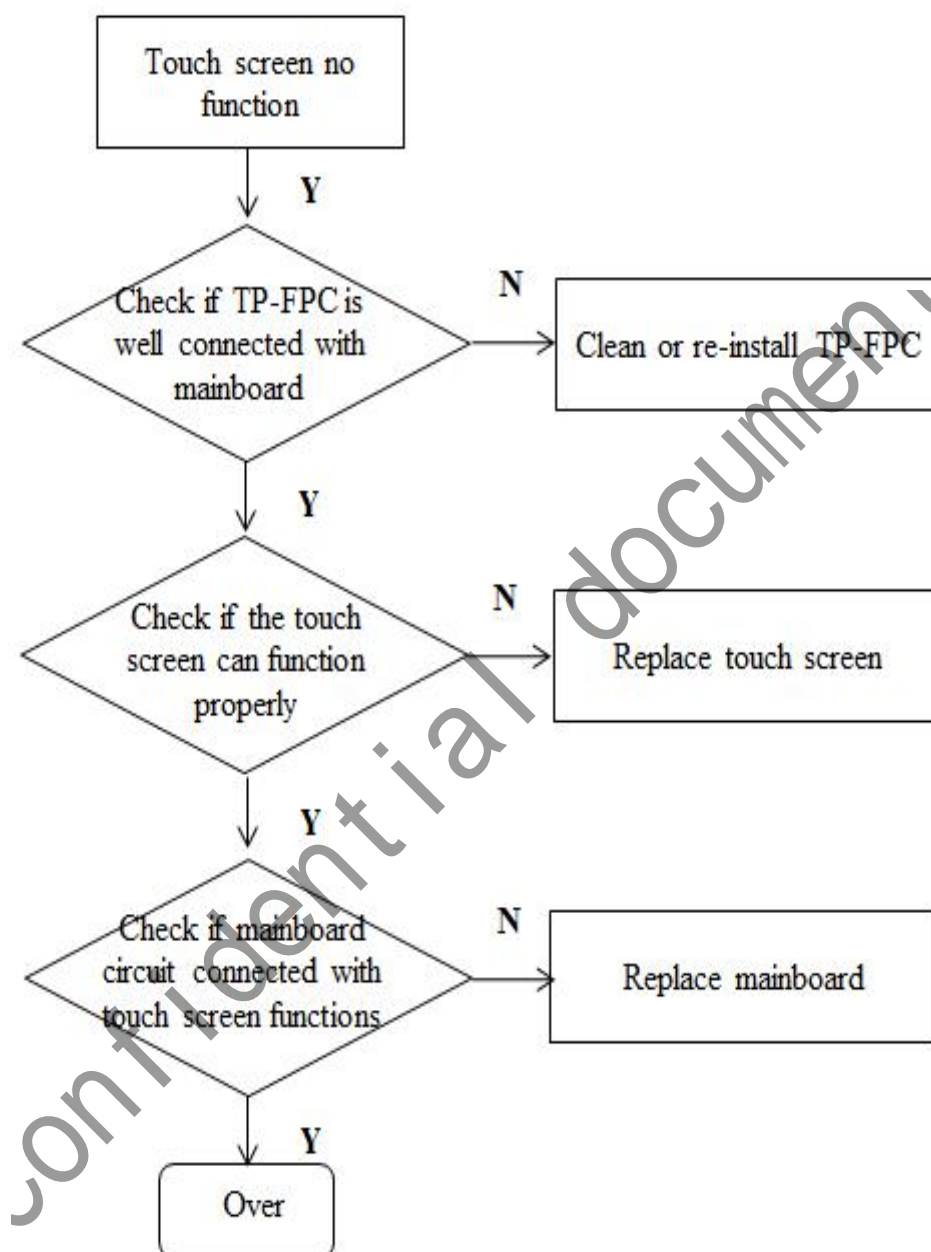 Touch screen no
function
Y
Check if TP-FPC is
well connected with
mainboard
N
Clean or re-install TP-FPC
Y
Check if the touch
screen can function
properly
N
Replace touch screen
Y
Check if mainboard
circuit connected with
touch screen functions
N
Replace mainboard
Y
Over
confidential document